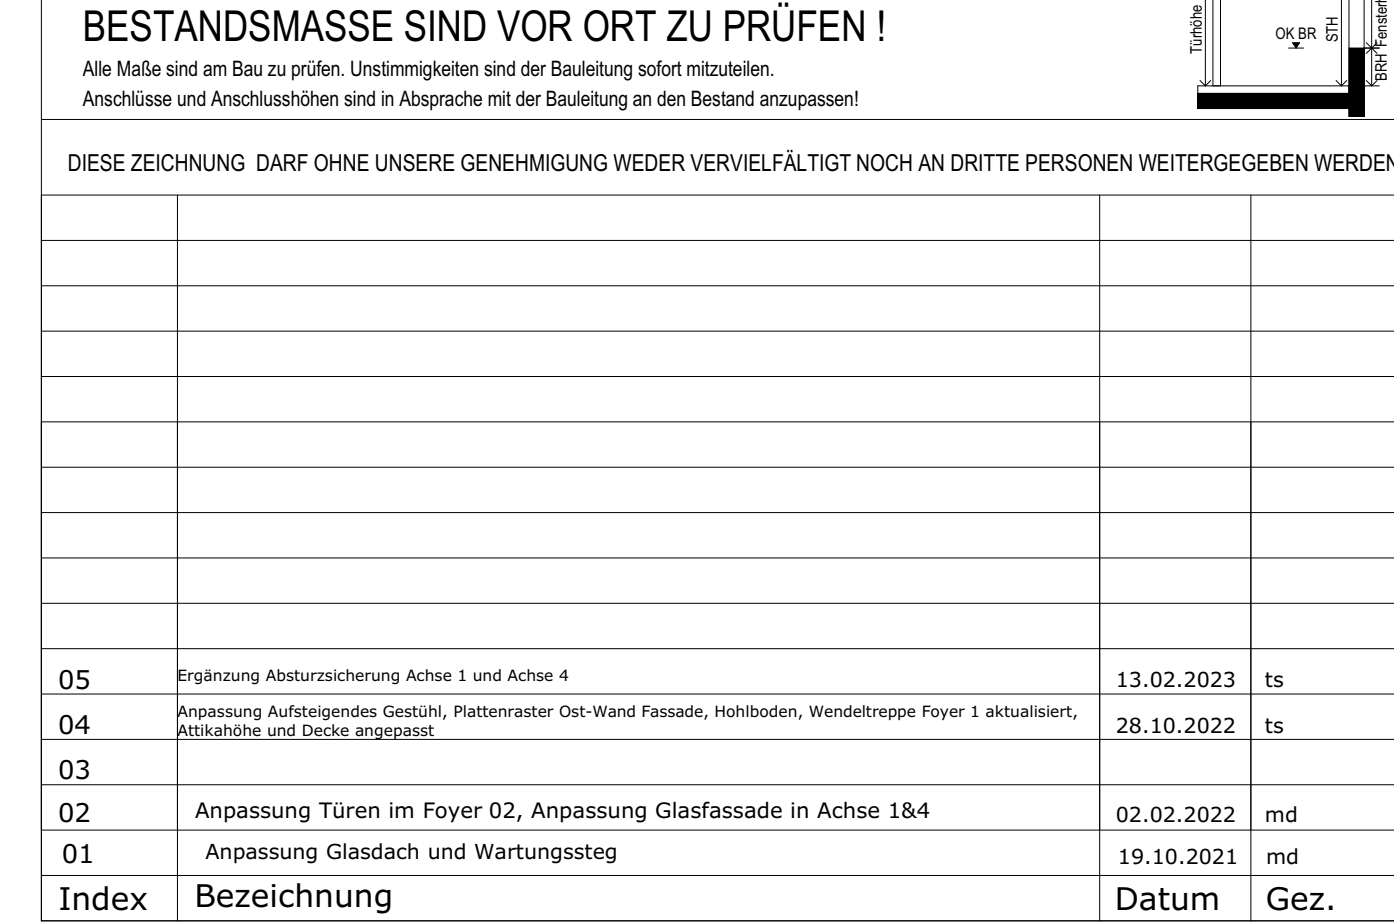 BESTANDSMASSE SIND VOR ORT ZU PRÜFEN !
Alle Maße sind am Bau zu prüfen. Unstimmigkeiten sind der Bauleitung sofort mitzuteilen.
Anschlüsse und Anschlusshöhen sind in Absprache mit der Bauleitung an den Bestand anzupassen!
Türhöhe
OK BR
STH
BRH
DIESE ZEICHNUNG DARF OHNE UNSERE GENEHMIGUNG WEDER VERVIELFÄLTIGT NOCH AN DRITTE PERSONEN WEITERGEGEBEN WERDEN
05 Ergänzung Absturzsicherung Achse 1 und Achse 4 13.02.2023 ts
04 Anpassung Aufsteigendes Gestühl, Plattenraster Ost-Wand Fassade, Hohlboden, Wendeltreppe Foyer 1 aktualisiert,
Attikahöhe und Decke angepasst 28.10.2022 ts
03
02 Anpassung Türen im Foyer 02, Anpassung Glasfassade in Achse 1&4 02.02.2022 md
01 Anpassung Glasdach und Wartungssteg 19.10.2021 md
Index Bezeichnung Datum Gez.